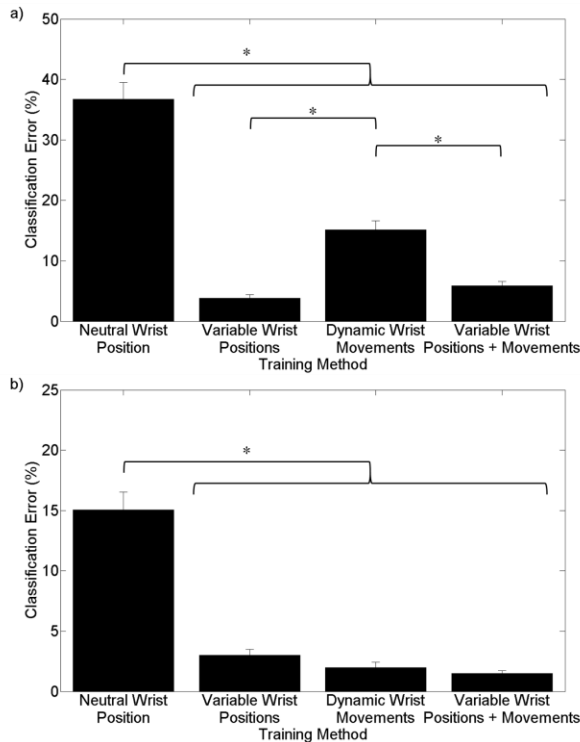 a)
50
40
30
20
10
0
Classification Error (%)
*
*
*
Neutral Wrist
Position
Variable Wrist
Positions
Dynamic Wrist
Movements
Variable Wrist
Positions + Movements
Training Method
b)
25
20
15
10
5
0
Classification Error (%)
*
Neutral Wrist
Position
Variable Wrist
Positions
Dynamic Wrist
Movements
Variable Wrist
Positions + Movements
Training Method